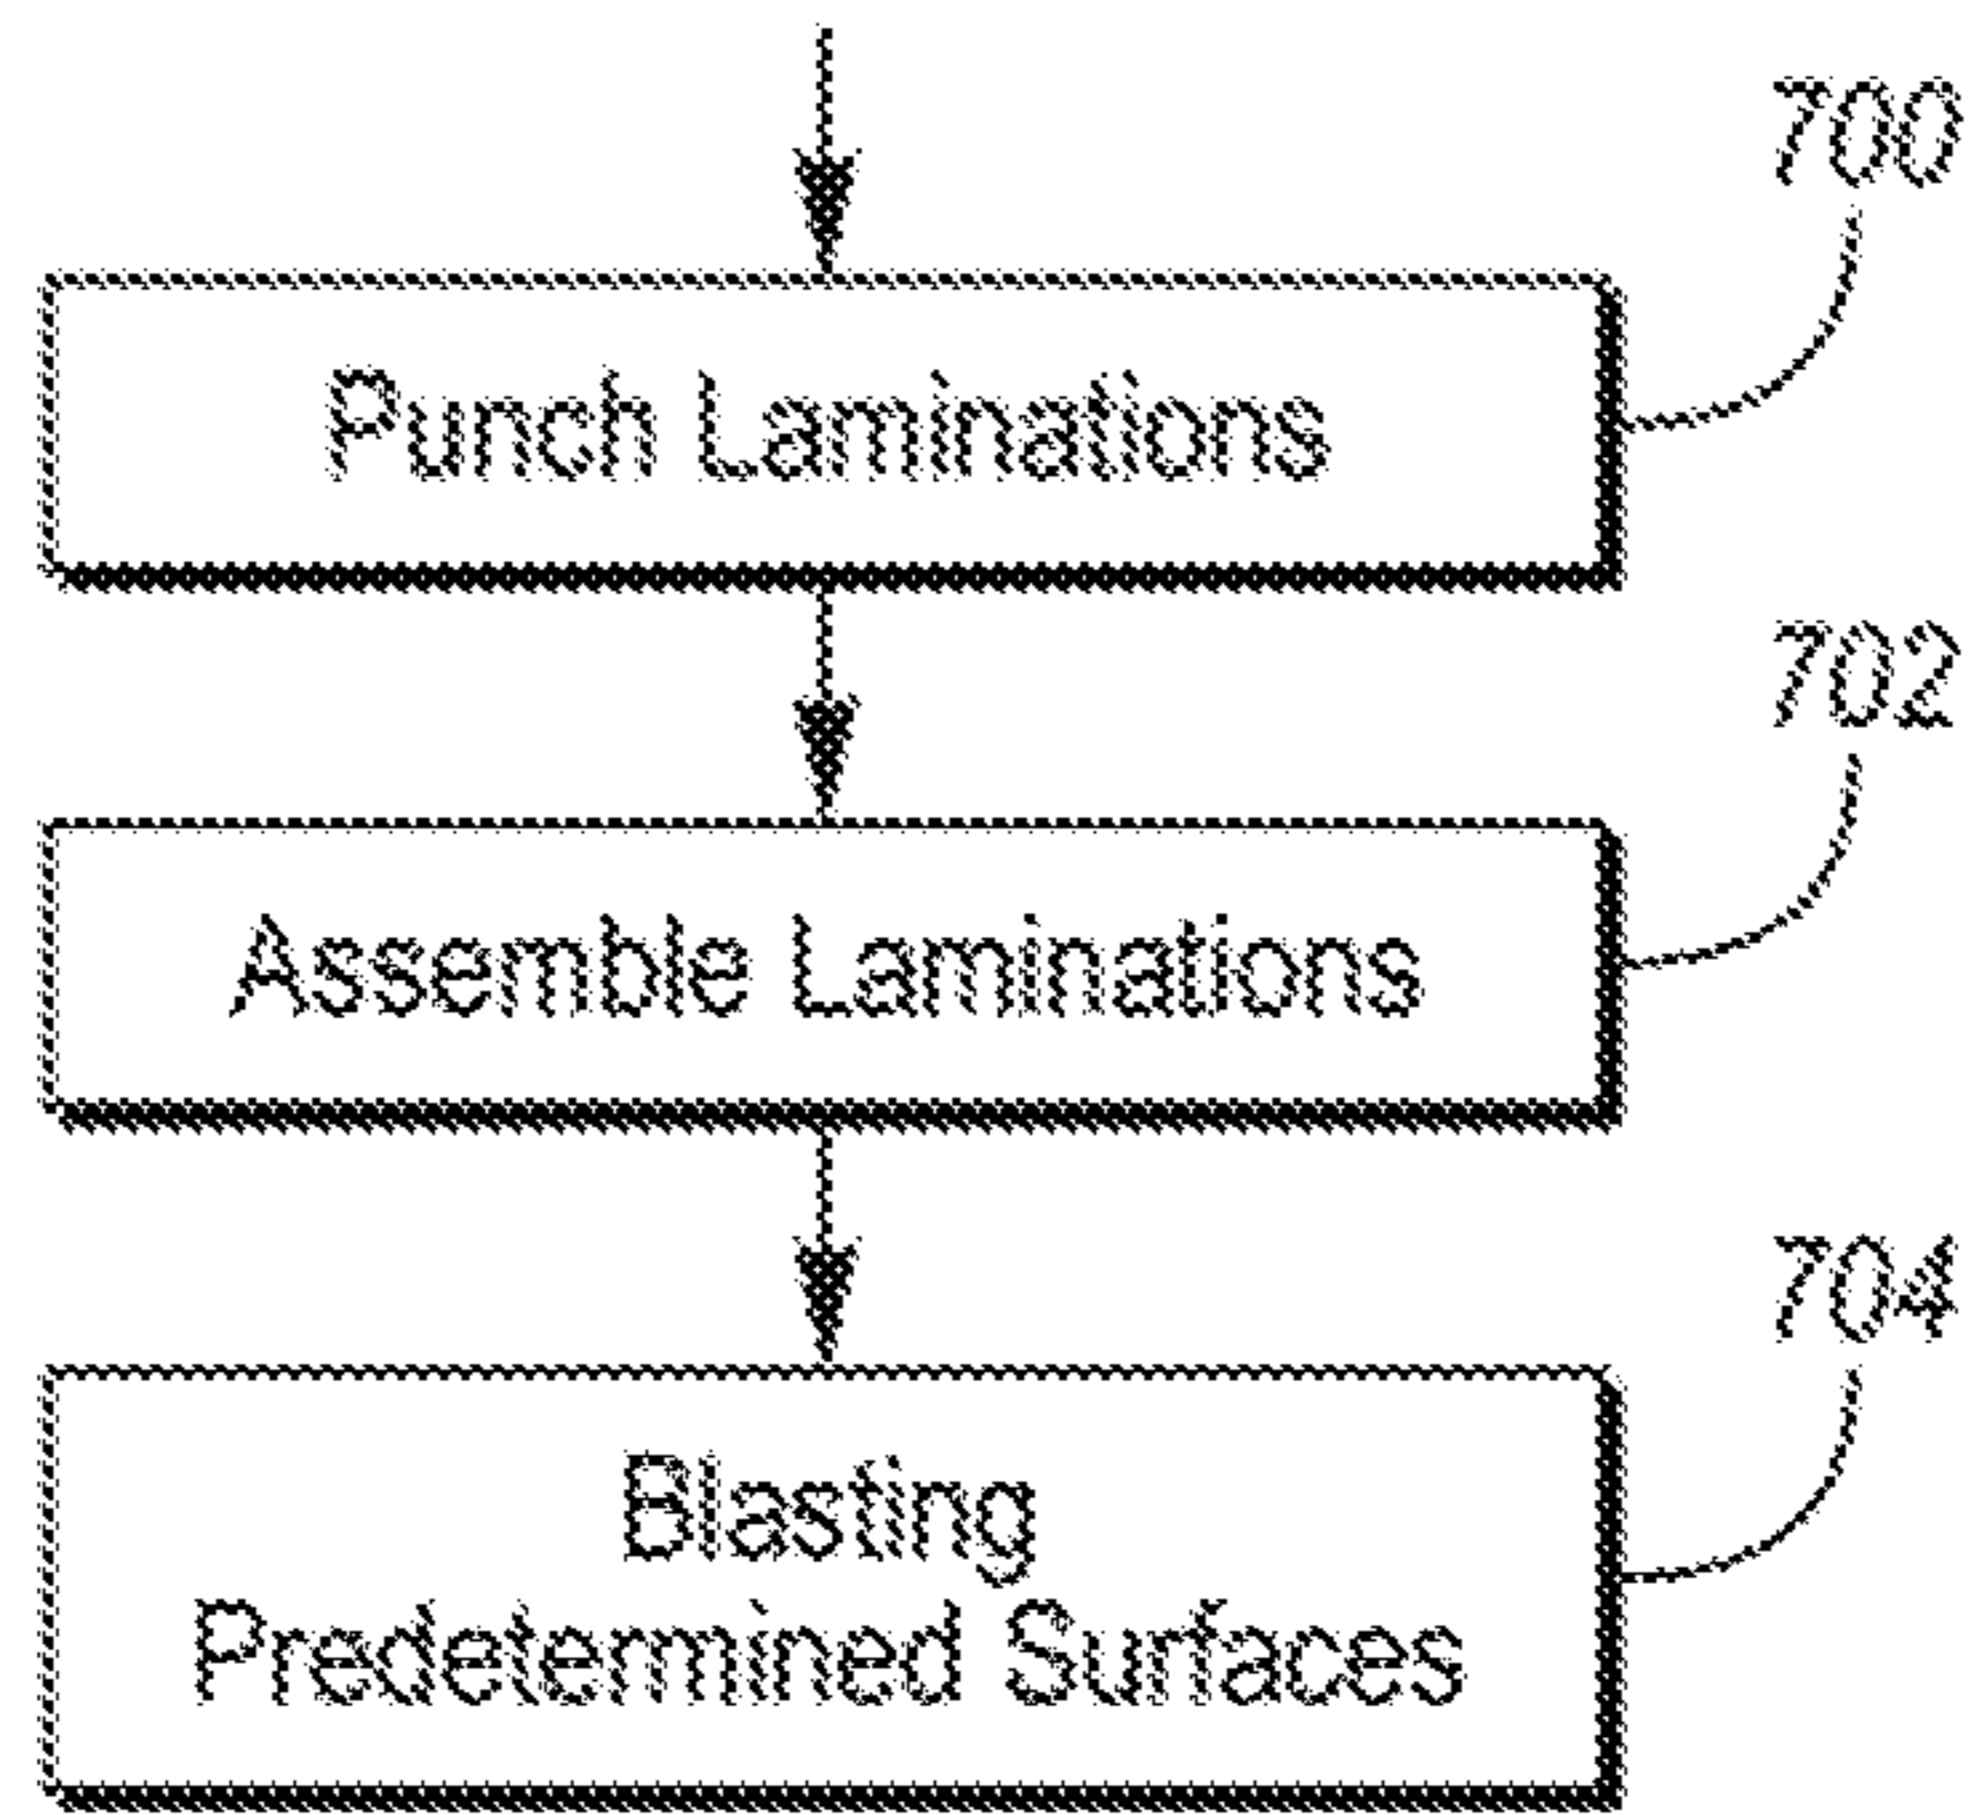 700
Punch Laminations
702
Assemble Laminations
704
Blasting
Predetermined Surfaces